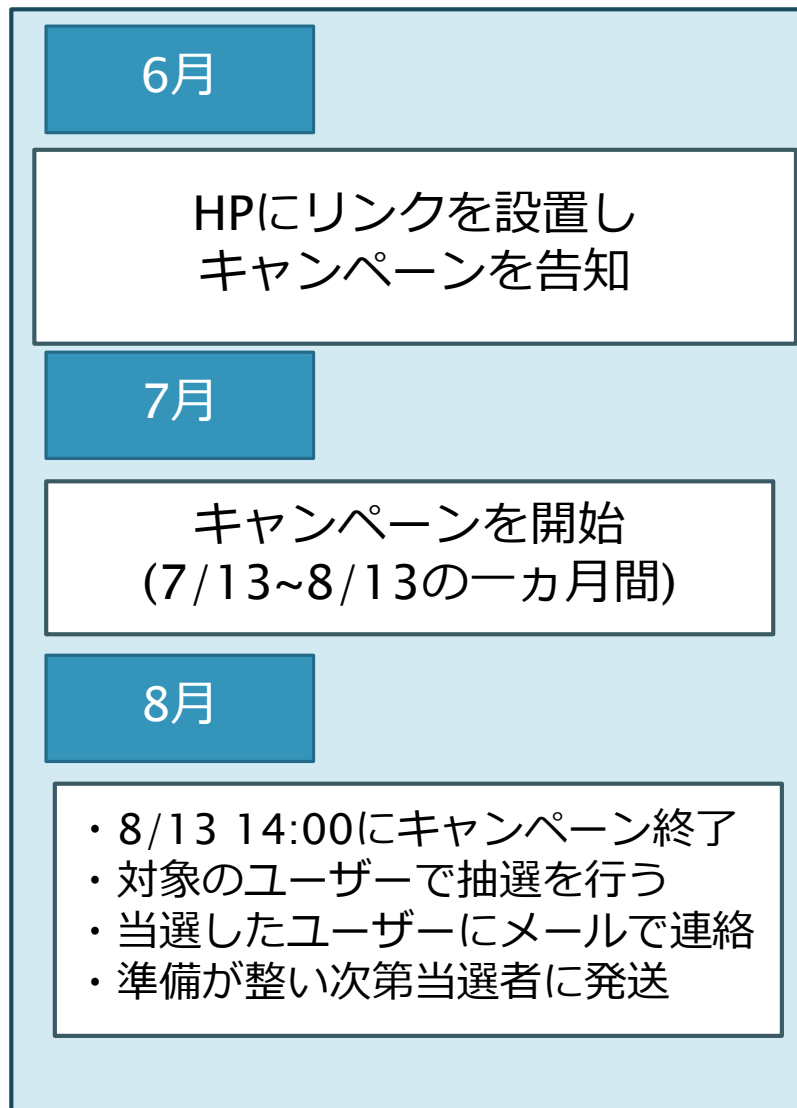 6月
HPにリンクを設置し
キャンペーンを告知
7月
キャンペーンを開始
(7/13~8/13の一ヵ月間)
8月
・8/13 14:00にキャンペーン終了
・対象のユーザーで抽選を行う
・当選したユーザーにメールで連絡
・準備が整い次第当選者に発送